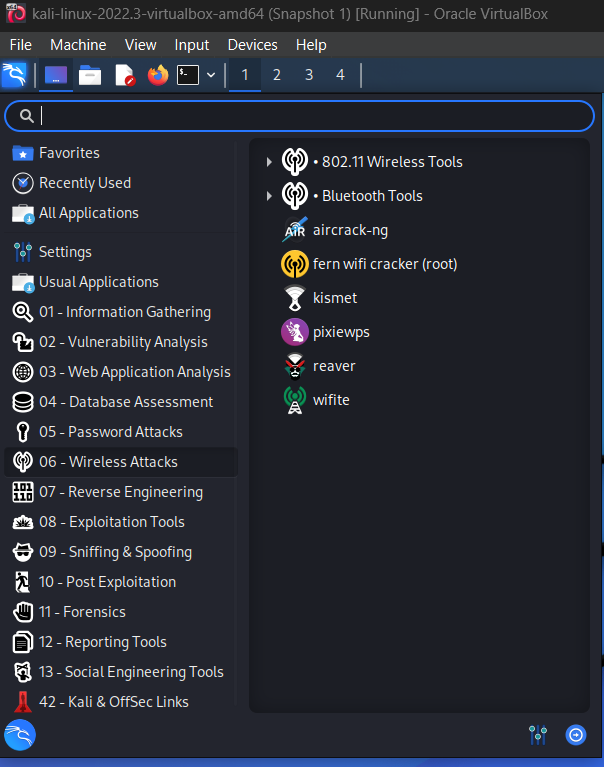 kali-linux-2022.3-virtualbox-amd64 (Snapshot 1) [Running] - Oracle VirtualBox
File Machine View Input Devices Help
1 2 3 4
Favorites
Recently Used
All Applications
Settings
Usual Applications
01 - Information Gathering
02 - Vulnerability Analysis
03 - Web Application Analysis
04 - Database Assessment
05 - Password Attacks
06 - Wireless Attacks
07 - Reverse Engineering
08 - Exploitation Tools
09 - Sniffing & Spoofing
10 - Post Exploitation
11 - Forensics
12 - Reporting Tools
13 - Social Engineering Tools
42 - Kali & OffSec Links
• 802.11 Wireless Tools
• Bluetooth Tools
aircrack-ng
fern wifi cracker (root)
kismet
pixiewps
reaver
wifite